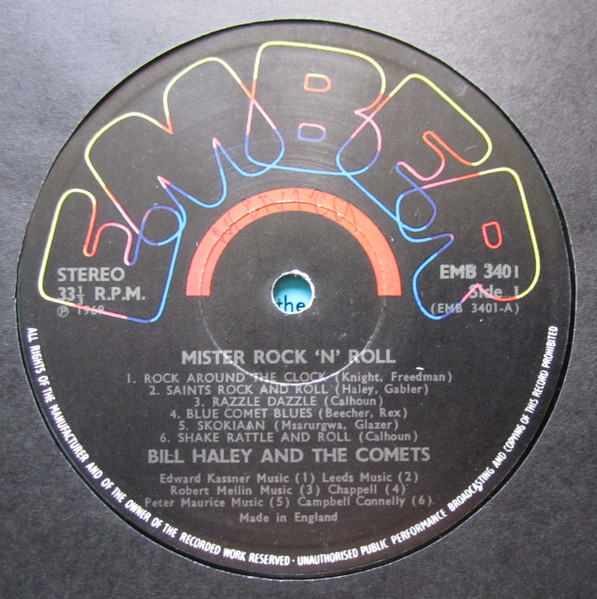 EMBER
STEREO
33⅓ R.P.M.
℗ 1969
EMB 3401
Side 1
(EMB 3401-A)
the
MISTER ROCK 'N' ROLL
1. ROCK AROUND THE CLOCK (Knight, Freedman)
2. SAINTS ROCK AND ROLL (Haley, Gabler)
3. RAZZLE DAZZLE (Calhoun)
4. BLUE COMET BLUES (Beecher, Rex)
5. SKOKIAAN (Msarurgwa, Glazer)
6. SHAKE RATTLE AND ROLL (Calhoun)
BILL HALEY AND THE COMETS
Edward Kassner Music (1) Leeds Music (2)
Robert Mellin Music (3) Chappell (4)
Peter Maurice Music (5) Campbell Connelly (6).
Made in England
ALL RIGHTS OF THE MANUFACTURER AND OF THE OWNER OF THE RECORDED WORK RESERVED · UNAUTHORISED PUBLIC PERFORMANCE BROADCASTING AND COPYING OF THIS RECORD PROHIBITED